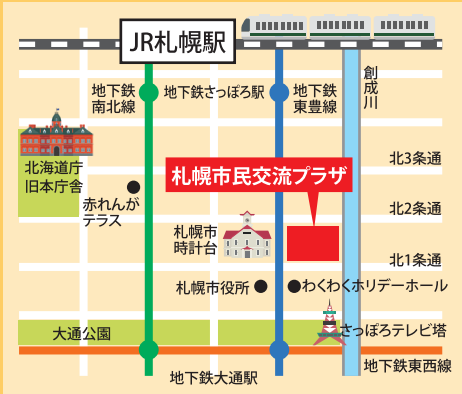 JR札幌駅
地下鉄
南北線
地下鉄さっぽろ駅
地下鉄
東豊線
創成川
北海道庁
旧本庁舎
赤れんが
テラス
札幌市民交流プラザ
北3条通
北2条通
札幌市
時計台
北1条通
札幌市役所
わくわくホリデーホール
大通公園
さっぽろテレビ塔
地下鉄大通駅
地下鉄東西線